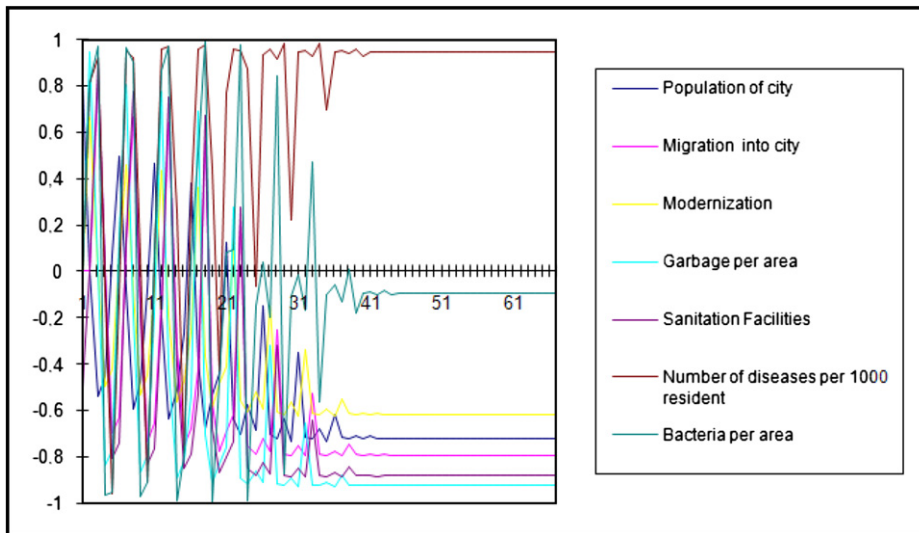 1
0.8
0.6
0,4
0.2
0
-0.2
-0.4
-0.6
-0.8
-1
1 11 21 31 41 51 61
Population of city
Migration into city
Modernization
Garbage per area
Sanitation Facilities
Number of diseases per 1000
resident
Bacteria per area